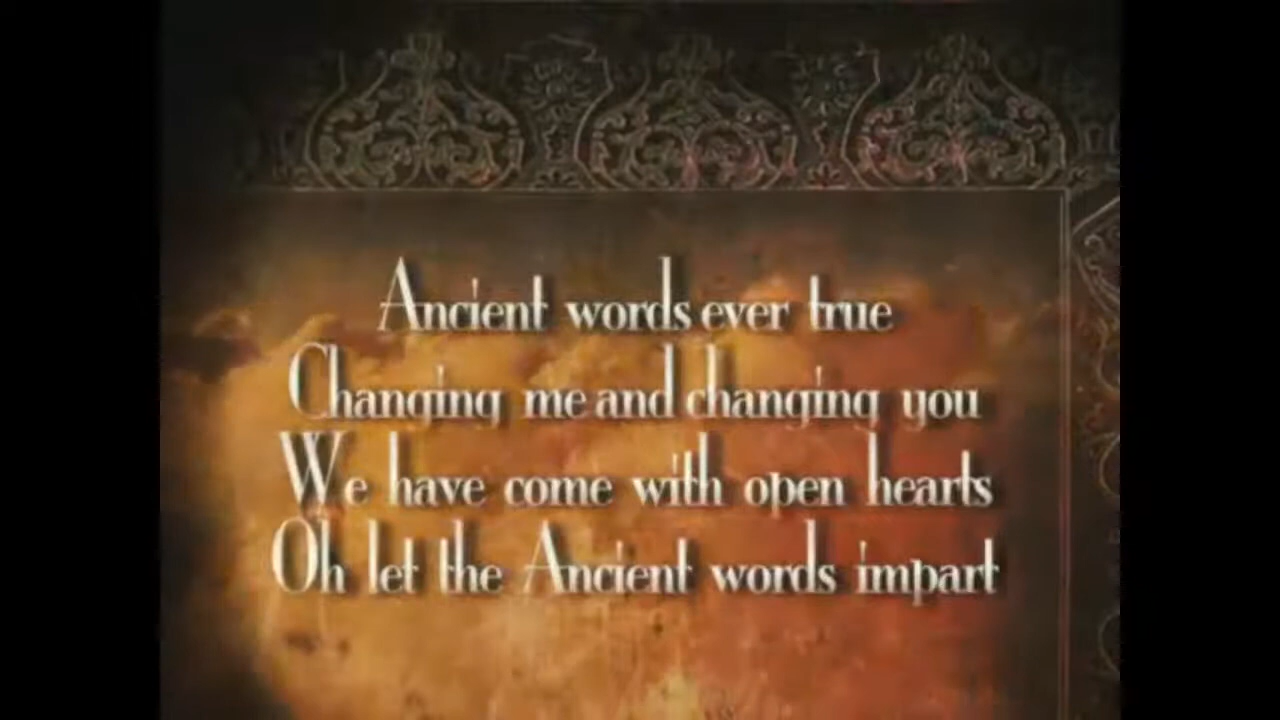 Ancient words ever true
Changing me and changing you
We have come with open hearts
Oh let the Ancient words impart